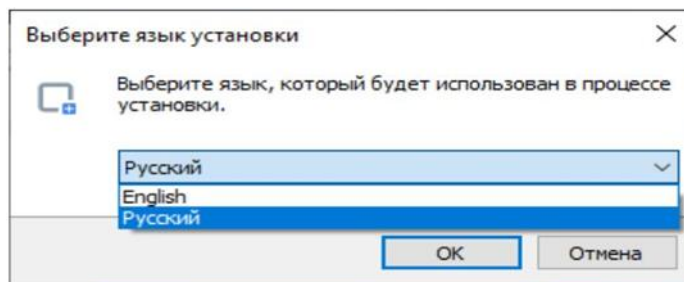 Выберите язык установки
Выберите язык, который будет использован в процессе
установки.
Русский
English
Русский
OK
Отмена